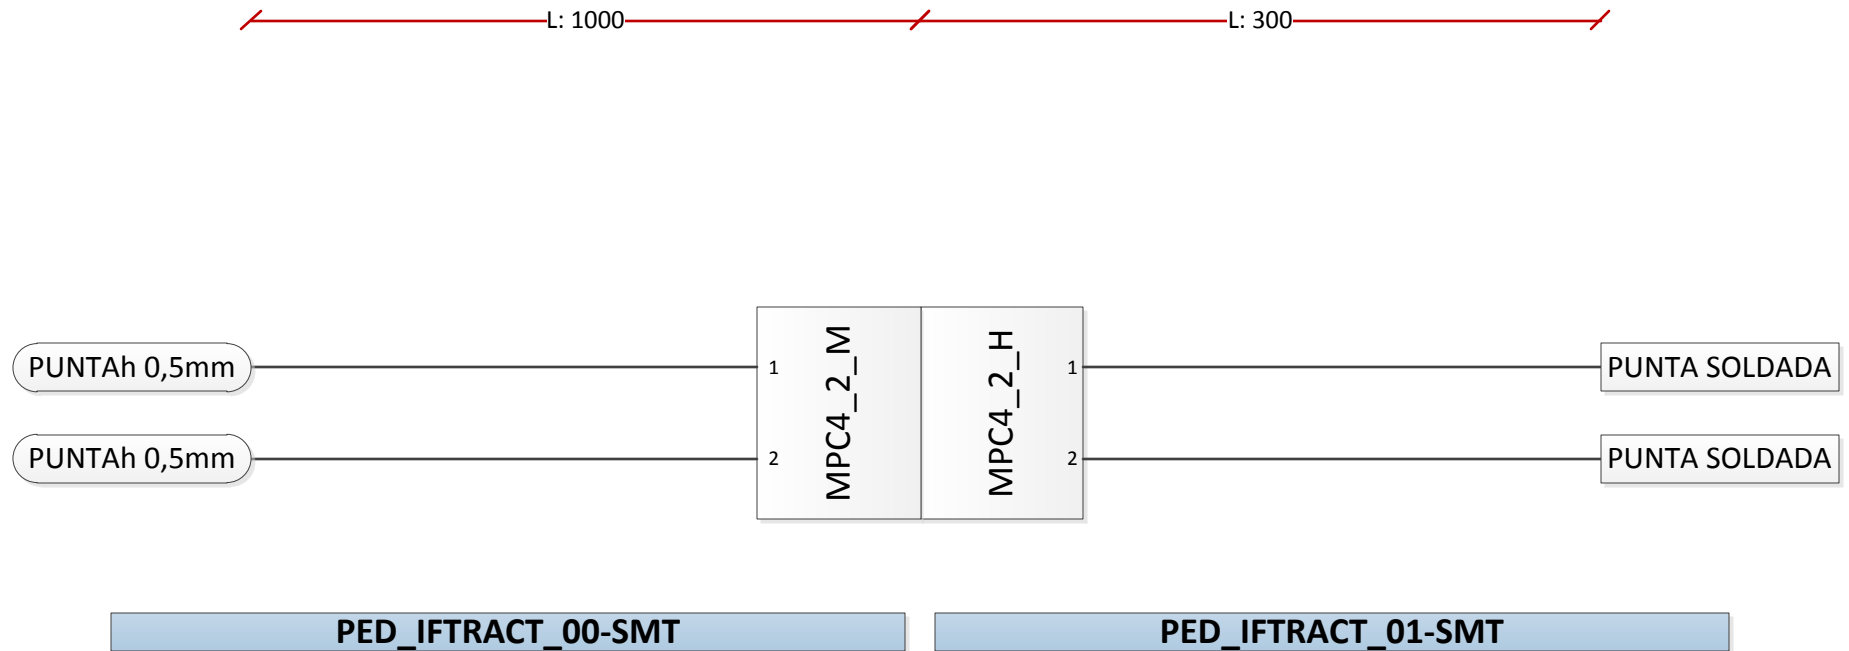 L: 1000
L: 300
PUNTAh 0,5mm
1
MPC4_2_M
MPC4_2_H
1
PUNTA SOLDADA
PUNTAh 0,5mm
2
2
PUNTA SOLDADA
PED_IFTRACT_00-SMT
PED_IFTRACT_01-SMT